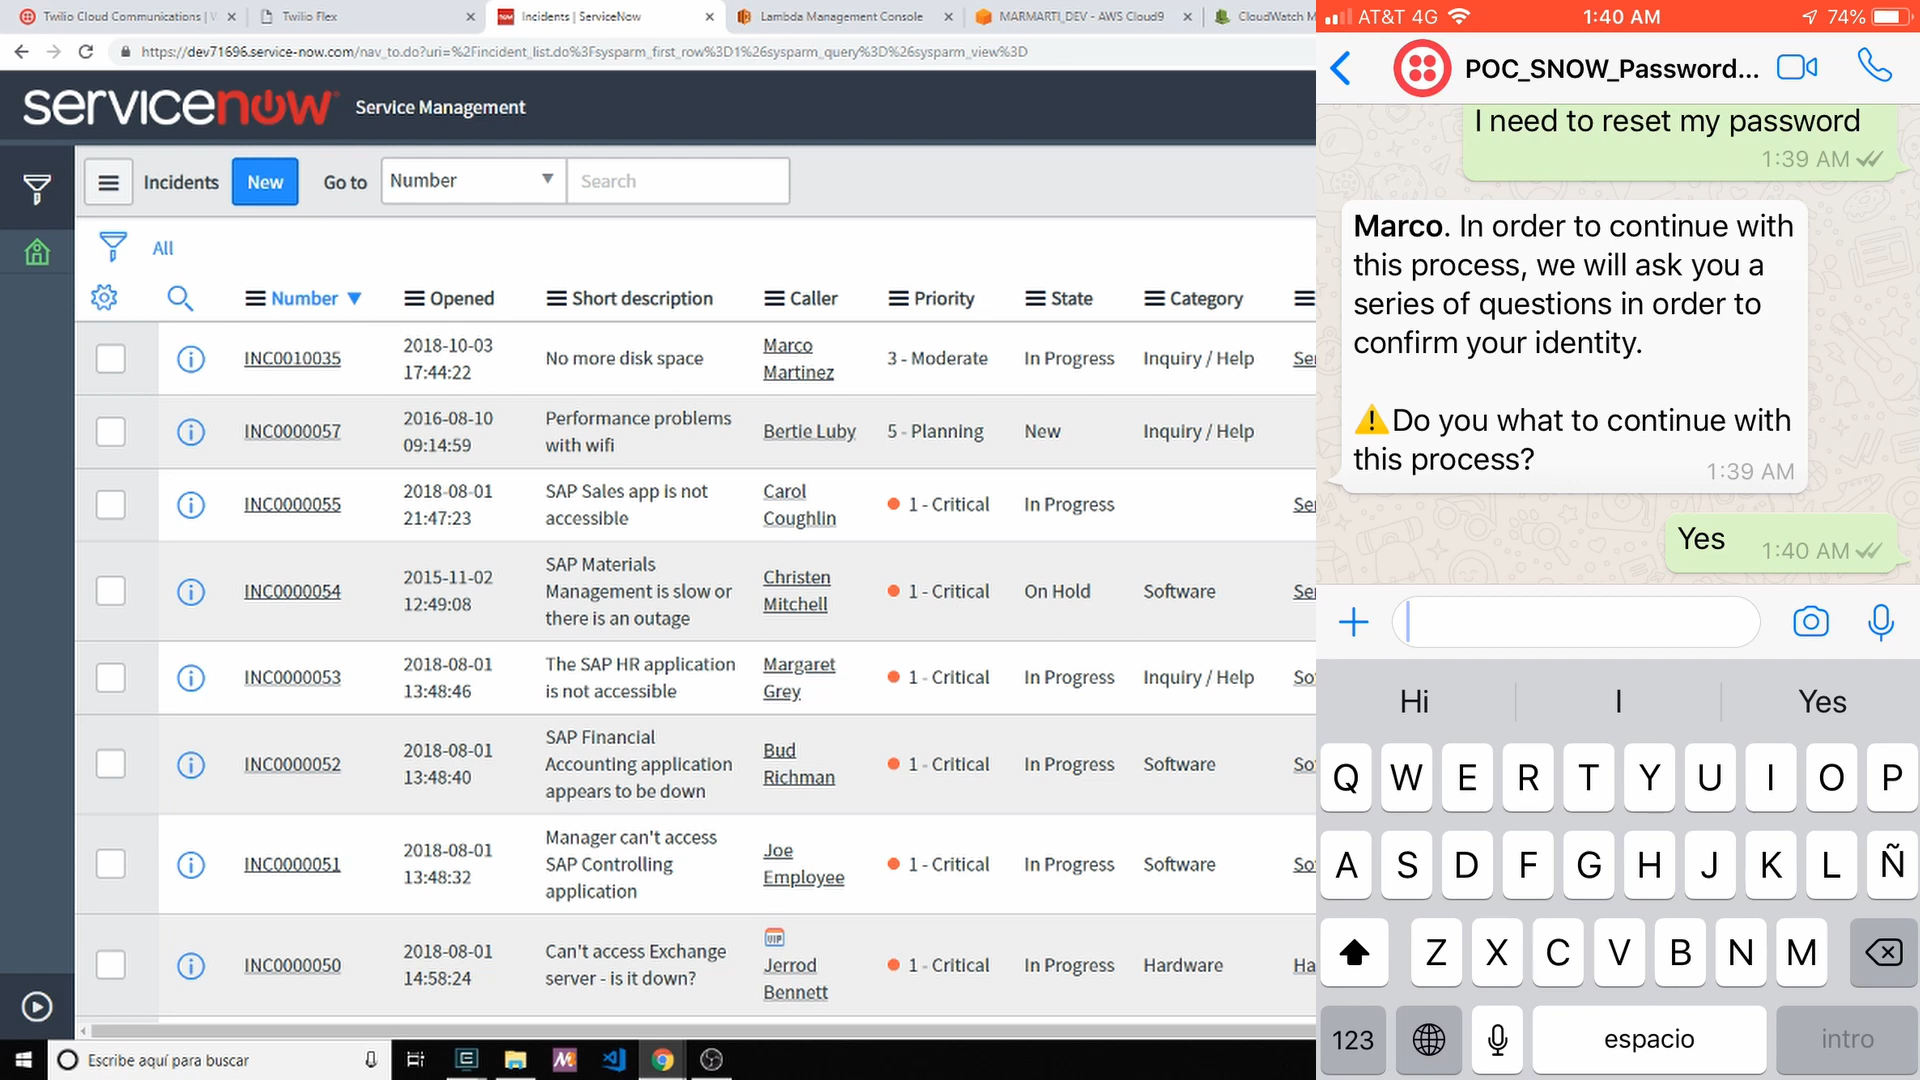 Twilio Cloud Communications |
Twilio Flex
Incidents | ServiceNow
Lambda Management Console
MARMARTI_DEV - AWS Cloud9
CloudWatch M
https://dev71696.service-now.com/nav_to.do?uri=%2Fincident_list.do%3Fsysparm_first_row%3D1%26sysparm_query%3D%26sysparm_view%3D
servicenow Service Management
Incidents New Go to Number Search
All
Number Opened Short description Caller Priority State Category
INC0010035 2018-10-03 17:44:22 No more disk space Marco Martinez 3 - Moderate In Progress Inquiry / Help Se
INC0000057 2016-08-10 09:14:59 Performance problems with wifi Bertie Luby 5 - Planning New Inquiry / Help
INC0000055 2018-08-01 21:47:23 SAP Sales app is not accessible Carol Coughlin 1 - Critical In Progress Se
INC0000054 2015-11-02 12:49:08 SAP Materials Management is slow or there is an outage Christen Mitchell 1 - Critical On Hold Software Se
INC0000053 2018-08-01 13:48:46 The SAP HR application is not accessible Margaret Grey 1 - Critical In Progress Inquiry / Help So
INC0000052 2018-08-01 13:48:40 SAP Financial Accounting application appears to be down Bud Richman 1 - Critical In Progress Software So
INC0000051 2018-08-01 13:48:32 Manager can't access SAP Controlling application Joe Employee 1 - Critical In Progress Software So
INC0000050 2018-08-01 14:58:24 Can't access Exchange server - is it down? VIP Jerrod Bennett 1 - Critical In Progress Hardware Ha
Escribe aquí para buscar
AT&T 4G 1:40 AM 74%
POC_SNOW_Password...
I need to reset my password
1:39 AM
Marco. In order to continue with
this process, we will ask you a
series of questions in order to
confirm your identity.
⚠️Do you what to continue with
this process?
1:39 AM
Yes 1:40 AM
Hi I Yes
Q W E R T Y U I O P
A S D F G H J K L Ñ
Z X C V B N M
123 espacio intro